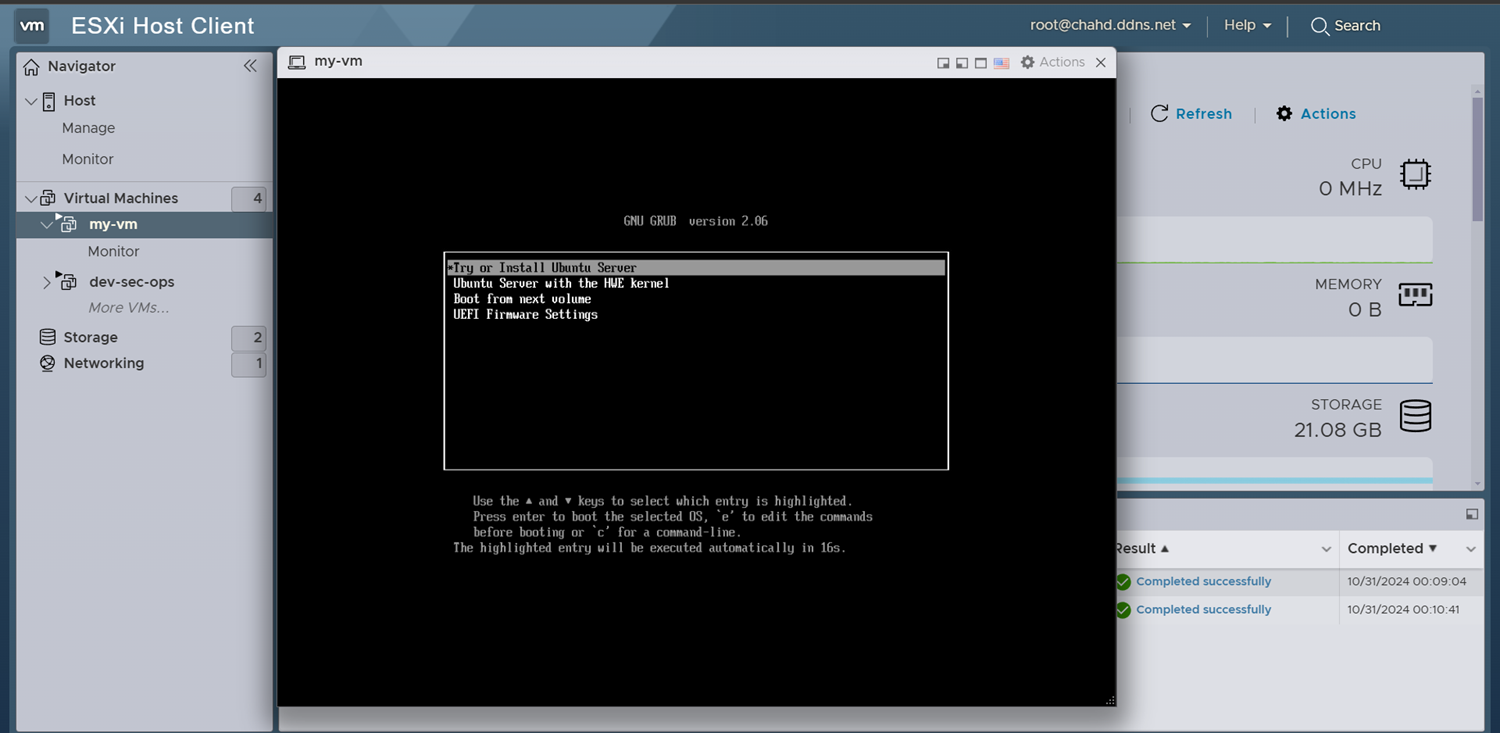 vm ESXi Host Client
root@chahd.ddns.net Help Search
Navigator
Host
Manage
Monitor
Virtual Machines 4
my-vm
Monitor
dev-sec-ops
More VMs...
Storage 2
Networking 1
my-vm Actions
GNU GRUB version 2.06
*Try or Install Ubuntu Server
Ubuntu Server with the HWE kernel
Boot from next volume
UEFI Firmware Settings
Use the ▲ and ▼ keys to select which entry is highlighted.
Press enter to boot the selected OS, `e' to edit the commands
before booting or `c' for a command-line.
The highlighted entry will be executed automatically in 16s.
Refresh Actions
CPU
0 MHz
MEMORY
0 B
STORAGE
21.08 GB
Result ▲ Completed ▼
Completed successfully 10/31/2024 00:09:04
Completed successfully 10/31/2024 00:10:41